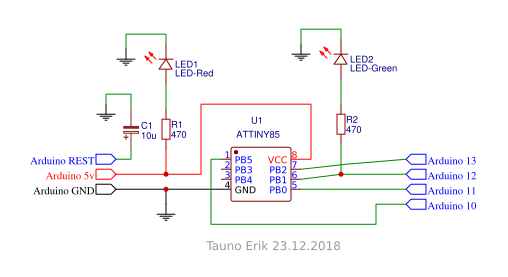 LED1
LED-Red
LED2
LED-Green
C1
10u
+
R1
470
U1
ATTINY85
R2
470
1 PB5 VCC 8
2 PB3 PB2 7
3 PB4 PB1 6
4 GND PB0 5
Arduino REST
Arduino 5v
Arduino GND
Arduino 13
Arduino 12
Arduino 11
Arduino 10
Tauno Erik 23.12.2018